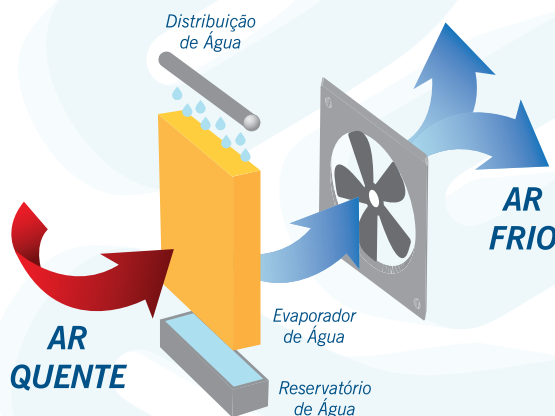 Distribuição
de Água
AR
FRIO
Evaporador
de Água
AR
QUENTE
Reservatório
de Água